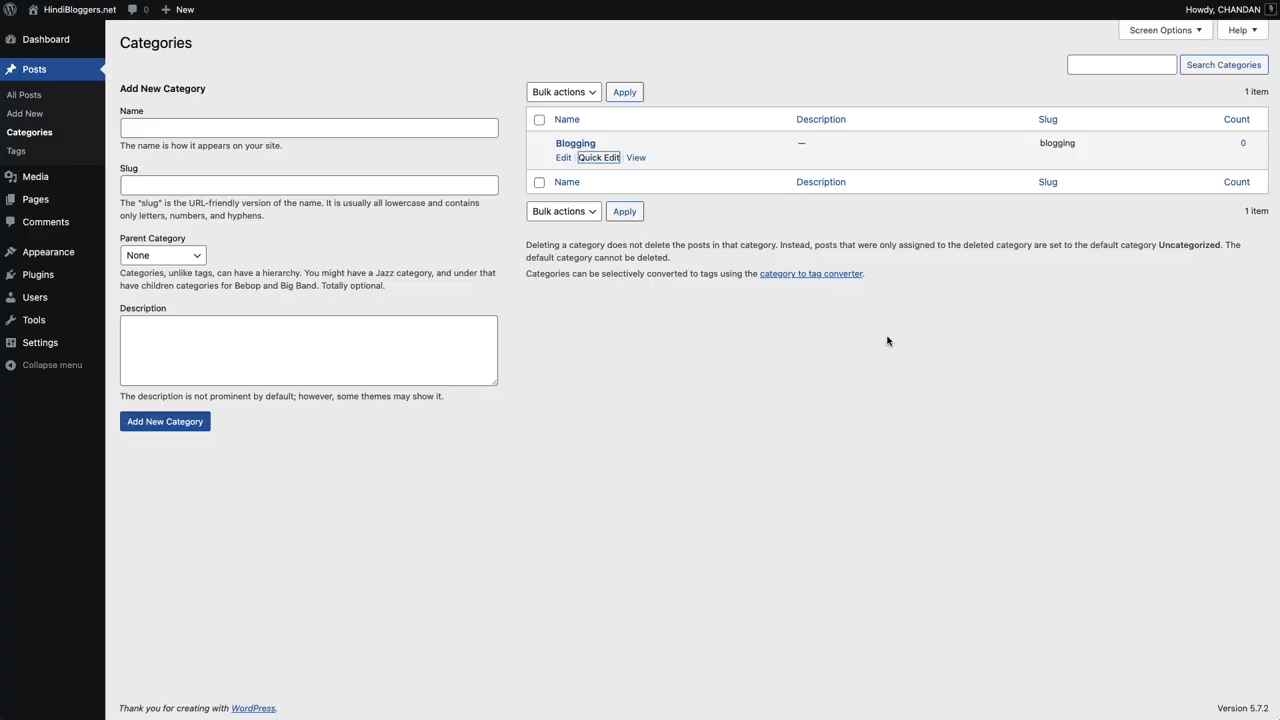 HindiBloggers.net 0 New Howdy, CHANDAN
Dashboard
Posts
All Posts
Add New
Categories
Tags
Media
Pages
Comments
Appearance
Plugins
Users
Tools
Settings
Collapse menu
Screen Options Help
Categories
Search Categories
Add New Category
Name
The name is how it appears on your site.
Slug
The “slug” is the URL-friendly version of the name. It is usually all lowercase and contains
only letters, numbers, and hyphens.
Parent Category
None
Categories, unlike tags, can have a hierarchy. You might have a Jazz category, and under that
have children categories for Bebop and Big Band. Totally optional.
Description
The description is not prominent by default; however, some themes may show it.
Add New Category
Bulk actions Apply 1 item
Name Description Slug Count
Blogging — blogging 0
Edit | Quick Edit | View
Name Description Slug Count
Bulk actions Apply 1 item
Deleting a category does not delete the posts in that category. Instead, posts that were only assigned to the deleted category are set to the default category Uncategorized. The
default category cannot be deleted.
Categories can be selectively converted to tags using the category to tag converter.
Thank you for creating with WordPress. Version 5.7.2